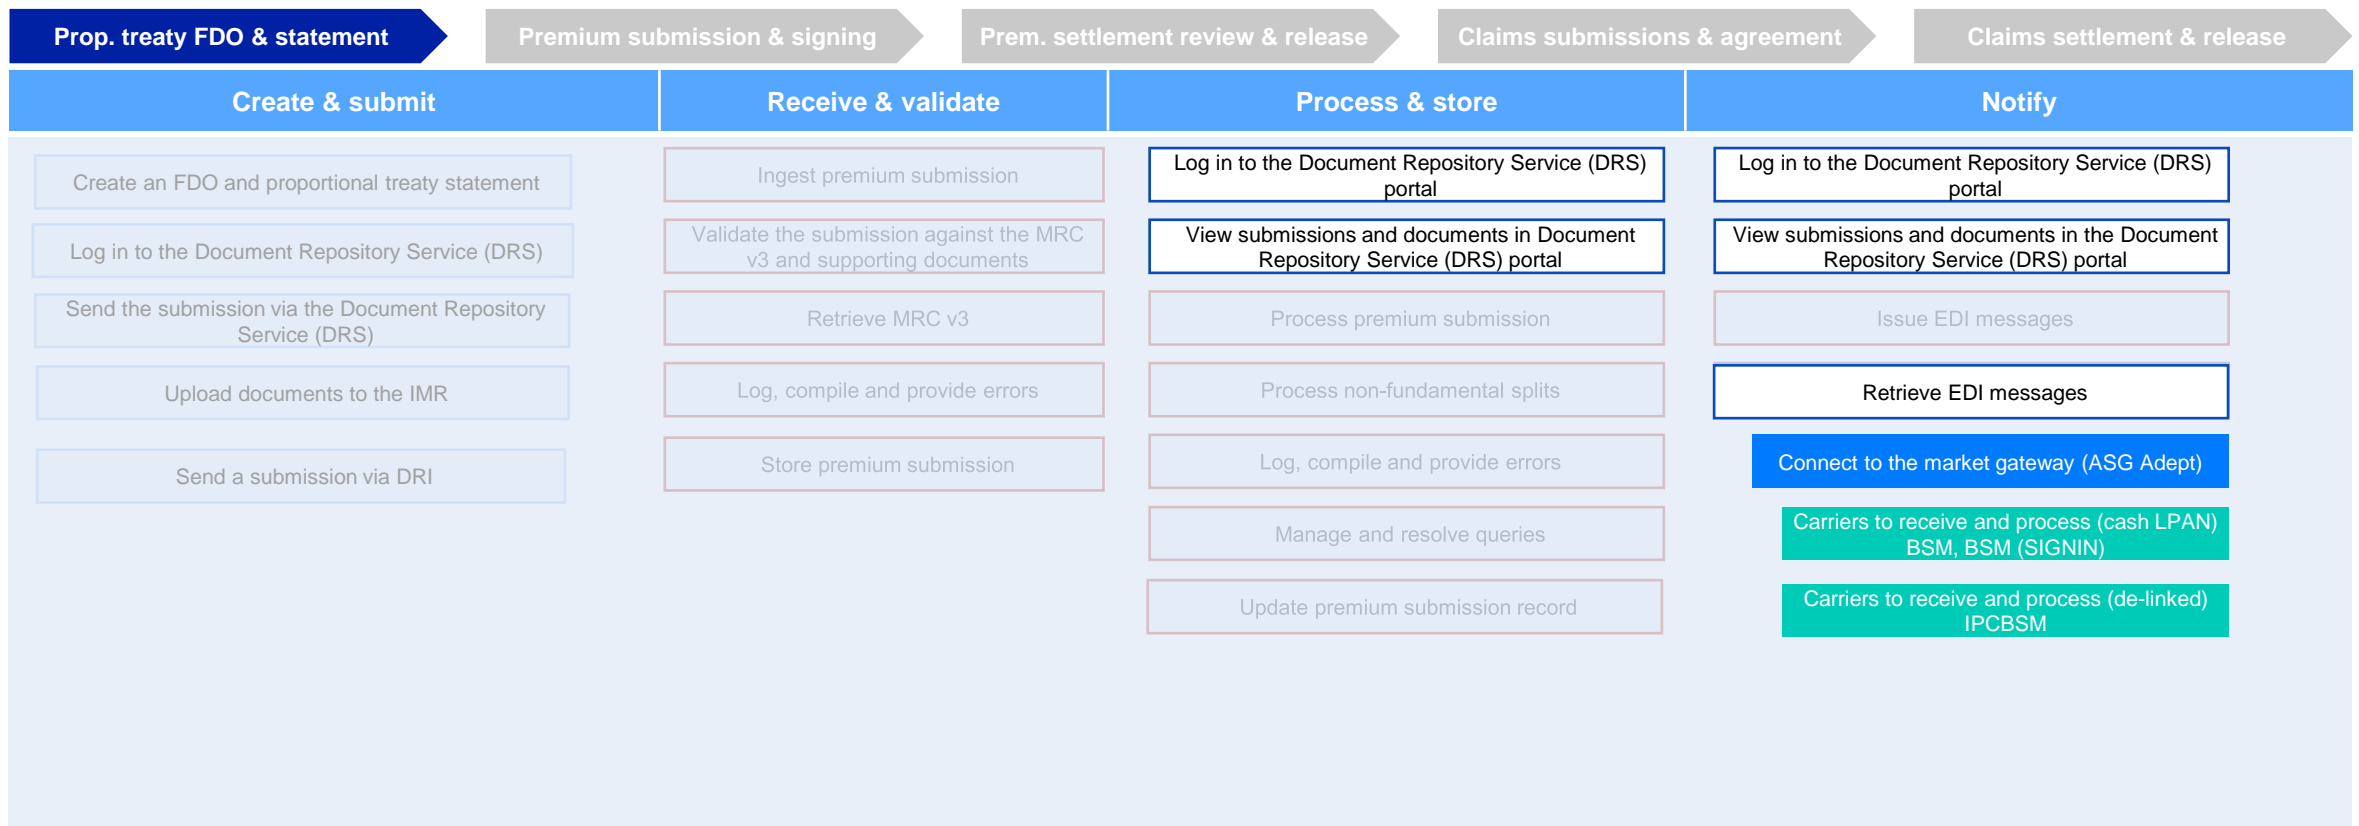 Prop. treaty FDO & statement
Premium submission & signing
Prem. settlement review & release
Claims submissions & agreement
Claims settlement & release
Create & submit
Receive & validate
Process & store
Notify
Create an FDO and proportional treaty statement
Log in to the Document Repository Service (DRS)
Send the submission via the Document Repository
Service (DRS)
Upload documents to the IMR
Send a submission via DRI
Ingest premium submission
Validate the submission against the MRC
v3 and supporting documents
Retrieve MRC v3
Log, compile and provide errors
Store premium submission
Log in to the Document Repository Service (DRS)
portal
View submissions and documents in Document
Repository Service (DRS) portal
Process premium submission
Process non-fundamental splits
Log, compile and provide errors
Manage and resolve queries
Update premium submission record
Log in to the Document Repository Service (DRS)
portal
View submissions and documents in the Document
Repository Service (DRS) portal
Issue EDI messages
Retrieve EDI messages
Connect to the market gateway (ASG Adept)
Carriers to receive and process (cash LPAN)
BSM, BSM (SIGNIN)
Carriers to receive and process (de-linked)
IPCBSM